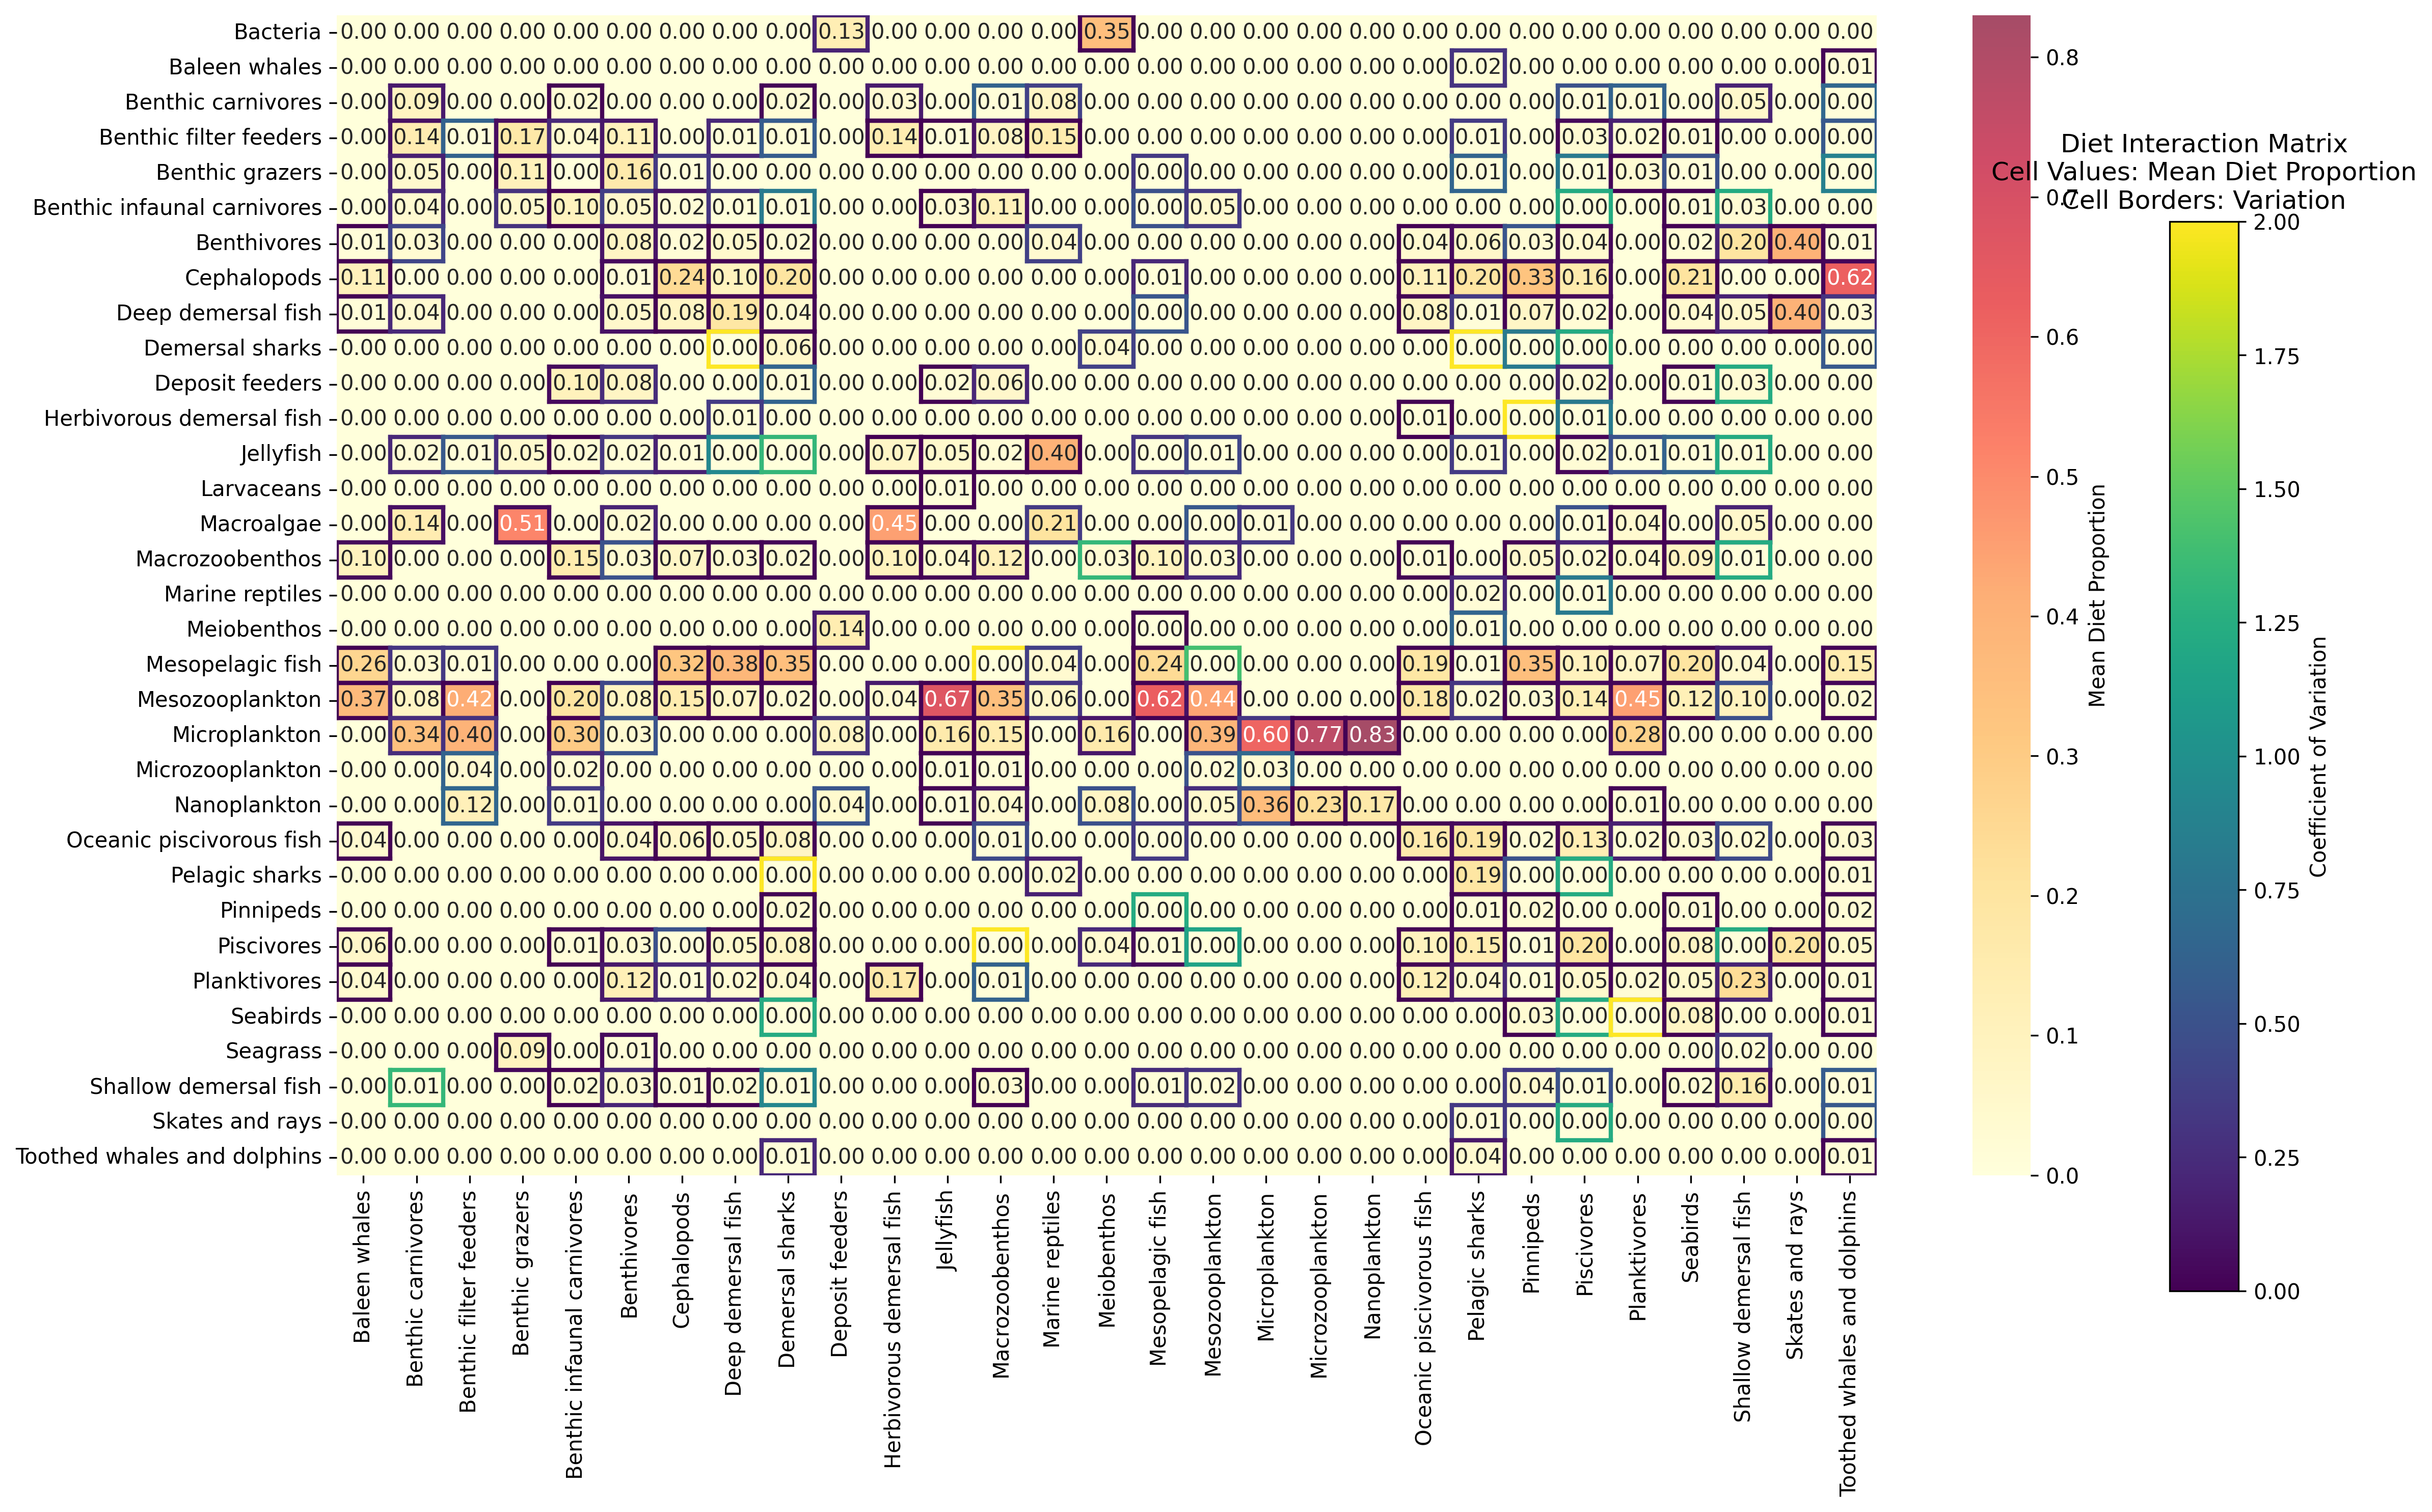 Bacteria 0.00 0.00 0.00 0.00 0.00 0.00 0.00 0.00 0.00 0.13 0.00 0.00 0.00 0.00 0.35 0.00 0.00 0.00 0.00 0.00 0.00 0.00 0.00 0.00 0.00 0.00 0.00 0.00 0.00
Baleen whales 0.00 0.00 0.00 0.00 0.00 0.00 0.00 0.00 0.00 0.00 0.00 0.00 0.00 0.00 0.00 0.00 0.00 0.00 0.00 0.00 0.00 0.02 0.00 0.00 0.00 0.00 0.00 0.00 0.01
Benthic carnivores 0.00 0.09 0.00 0.00 0.02 0.00 0.00 0.00 0.02 0.00 0.03 0.00 0.01 0.08 0.00 0.00 0.00 0.00 0.00 0.00 0.00 0.00 0.00 0.01 0.01 0.00 0.05 0.00 0.00
Benthic filter feeders 0.00 0.14 0.01 0.17 0.04 0.11 0.00 0.01 0.01 0.00 0.14 0.01 0.08 0.15 0.00 0.00 0.00 0.00 0.00 0.00 0.00 0.01 0.00 0.03 0.02 0.01 0.00 0.00 0.00
Benthic grazers 0.00 0.05 0.00 0.11 0.00 0.16 0.01 0.00 0.00 0.00 0.00 0.00 0.00 0.00 0.00 0.00 0.00 0.00 0.00 0.00 0.00 0.01 0.00 0.01 0.03 0.01 0.00 0.00 0.00
Benthic infaunal carnivores 0.00 0.04 0.00 0.05 0.10 0.05 0.02 0.01 0.01 0.00 0.00 0.03 0.11 0.00 0.00 0.00 0.05 0.00 0.00 0.00 0.00 0.00 0.00 0.00 0.00 0.01 0.03 0.00 0.00
Benthivores 0.01 0.03 0.00 0.00 0.00 0.08 0.02 0.05 0.02 0.00 0.00 0.00 0.00 0.04 0.00 0.00 0.00 0.00 0.00 0.00 0.04 0.06 0.03 0.04 0.00 0.02 0.20 0.40 0.01
Cephalopods 0.11 0.00 0.00 0.00 0.00 0.01 0.24 0.10 0.20 0.00 0.00 0.00 0.00 0.00 0.00 0.01 0.00 0.00 0.00 0.00 0.11 0.20 0.33 0.16 0.00 0.21 0.00 0.00 0.62
Deep demersal fish 0.01 0.04 0.00 0.00 0.00 0.05 0.08 0.19 0.04 0.00 0.00 0.00 0.00 0.00 0.00 0.00 0.00 0.00 0.00 0.00 0.08 0.01 0.07 0.02 0.00 0.04 0.05 0.40 0.03
Demersal sharks 0.00 0.00 0.00 0.00 0.00 0.00 0.00 0.00 0.06 0.00 0.00 0.00 0.00 0.00 0.04 0.00 0.00 0.00 0.00 0.00 0.00 0.00 0.00 0.00 0.00 0.00 0.00 0.00 0.00
Deposit feeders 0.00 0.00 0.00 0.00 0.10 0.08 0.00 0.00 0.01 0.00 0.00 0.02 0.06 0.00 0.00 0.00 0.00 0.00 0.00 0.00 0.00 0.00 0.00 0.02 0.00 0.01 0.03 0.00 0.00
Herbivorous demersal fish 0.00 0.00 0.00 0.00 0.00 0.00 0.00 0.01 0.00 0.00 0.00 0.00 0.00 0.00 0.00 0.00 0.00 0.00 0.00 0.00 0.01 0.00 0.00 0.01 0.00 0.00 0.00 0.00 0.00
Jellyfish 0.00 0.02 0.01 0.05 0.02 0.02 0.01 0.00 0.00 0.00 0.07 0.05 0.02 0.40 0.00 0.00 0.01 0.00 0.00 0.00 0.00 0.01 0.00 0.02 0.01 0.01 0.01 0.00 0.00
Larvaceans 0.00 0.00 0.00 0.00 0.00 0.00 0.00 0.00 0.00 0.00 0.00 0.01 0.00 0.00 0.00 0.00 0.00 0.00 0.00 0.00 0.00 0.00 0.00 0.00 0.00 0.00 0.00 0.00 0.00
Macroalgae 0.00 0.14 0.00 0.51 0.00 0.02 0.00 0.00 0.00 0.00 0.45 0.00 0.00 0.21 0.00 0.00 0.00 0.01 0.00 0.00 0.00 0.00 0.00 0.01 0.04 0.00 0.05 0.00 0.00
Macrozoobenthos 0.10 0.00 0.00 0.00 0.15 0.03 0.07 0.03 0.02 0.00 0.10 0.04 0.12 0.00 0.03 0.10 0.03 0.00 0.00 0.00 0.01 0.00 0.05 0.02 0.04 0.09 0.01 0.00 0.00
Marine reptiles 0.00 0.00 0.00 0.00 0.00 0.00 0.00 0.00 0.00 0.00 0.00 0.00 0.00 0.00 0.00 0.00 0.00 0.00 0.00 0.00 0.00 0.02 0.00 0.01 0.00 0.00 0.00 0.00 0.00
Meiobenthos 0.00 0.00 0.00 0.00 0.00 0.00 0.00 0.00 0.00 0.14 0.00 0.00 0.00 0.00 0.00 0.00 0.00 0.00 0.00 0.00 0.00 0.01 0.00 0.00 0.00 0.00 0.00 0.00 0.00
Mesopelagic fish 0.26 0.03 0.01 0.00 0.00 0.00 0.32 0.38 0.35 0.00 0.00 0.00 0.00 0.04 0.00 0.24 0.00 0.00 0.00 0.00 0.19 0.01 0.35 0.10 0.07 0.20 0.04 0.00 0.15
Mesozooplankton 0.37 0.08 0.42 0.00 0.20 0.08 0.15 0.07 0.02 0.00 0.04 0.67 0.35 0.06 0.00 0.62 0.44 0.00 0.00 0.00 0.18 0.02 0.03 0.14 0.45 0.12 0.10 0.00 0.02
Microplankton 0.00 0.34 0.40 0.00 0.30 0.03 0.00 0.00 0.00 0.08 0.00 0.16 0.15 0.00 0.16 0.00 0.39 0.60 0.77 0.83 0.00 0.00 0.00 0.00 0.28 0.00 0.00 0.00 0.00
Microzooplankton 0.00 0.00 0.04 0.00 0.02 0.00 0.00 0.00 0.00 0.00 0.00 0.01 0.01 0.00 0.00 0.00 0.02 0.03 0.00 0.00 0.00 0.00 0.00 0.00 0.00 0.00 0.00 0.00 0.00
Nanoplankton 0.00 0.00 0.12 0.00 0.01 0.00 0.00 0.00 0.00 0.04 0.00 0.01 0.04 0.00 0.08 0.00 0.05 0.36 0.23 0.17 0.00 0.00 0.00 0.00 0.01 0.00 0.00 0.00 0.00
Oceanic piscivorous fish 0.04 0.00 0.00 0.00 0.00 0.04 0.06 0.05 0.08 0.00 0.00 0.00 0.01 0.00 0.00 0.00 0.00 0.00 0.00 0.00 0.16 0.19 0.02 0.13 0.02 0.03 0.02 0.00 0.03
Pelagic sharks 0.00 0.00 0.00 0.00 0.00 0.00 0.00 0.00 0.00 0.00 0.00 0.00 0.00 0.02 0.00 0.00 0.00 0.00 0.00 0.00 0.00 0.19 0.00 0.00 0.00 0.00 0.00 0.00 0.01
Pinnipeds 0.00 0.00 0.00 0.00 0.00 0.00 0.00 0.00 0.02 0.00 0.00 0.00 0.00 0.00 0.00 0.00 0.00 0.00 0.00 0.00 0.00 0.01 0.02 0.00 0.00 0.01 0.00 0.00 0.02
Piscivores 0.06 0.00 0.00 0.00 0.01 0.03 0.00 0.05 0.08 0.00 0.00 0.00 0.00 0.00 0.04 0.01 0.00 0.00 0.00 0.00 0.10 0.15 0.01 0.20 0.00 0.08 0.00 0.20 0.05
Planktivores 0.04 0.00 0.00 0.00 0.00 0.12 0.01 0.02 0.04 0.00 0.17 0.00 0.01 0.00 0.00 0.00 0.00 0.00 0.00 0.00 0.12 0.04 0.01 0.05 0.02 0.05 0.23 0.00 0.01
Seabirds 0.00 0.00 0.00 0.00 0.00 0.00 0.00 0.00 0.00 0.00 0.00 0.00 0.00 0.00 0.00 0.00 0.00 0.00 0.00 0.00 0.00 0.00 0.03 0.00 0.00 0.08 0.00 0.00 0.01
Seagrass 0.00 0.00 0.00 0.09 0.00 0.01 0.00 0.00 0.00 0.00 0.00 0.00 0.00 0.00 0.00 0.00 0.00 0.00 0.00 0.00 0.00 0.00 0.00 0.00 0.00 0.00 0.02 0.00 0.00
Shallow demersal fish 0.00 0.01 0.00 0.00 0.02 0.03 0.01 0.02 0.01 0.00 0.00 0.00 0.03 0.00 0.00 0.01 0.02 0.00 0.00 0.00 0.00 0.00 0.04 0.01 0.00 0.02 0.16 0.00 0.01
Skates and rays 0.00 0.00 0.00 0.00 0.00 0.00 0.00 0.00 0.00 0.00 0.00 0.00 0.00 0.00 0.00 0.00 0.00 0.00 0.00 0.00 0.00 0.01 0.00 0.00 0.00 0.00 0.00 0.00 0.00
Toothed whales and dolphins 0.00 0.00 0.00 0.00 0.00 0.00 0.00 0.00 0.01 0.00 0.00 0.00 0.00 0.00 0.00 0.00 0.00 0.00 0.00 0.00 0.00 0.04 0.00 0.00 0.00 0.00 0.00 0.00 0.01
Baleen whales
Benthic carnivores
Benthic filter feeders
Benthic grazers
Benthic infaunal carnivores
Benthivores
Cephalopods
Deep demersal fish
Demersal sharks
Deposit feeders
Herbivorous demersal fish
Jellyfish
Macrozoobenthos
Marine reptiles
Meiobenthos
Mesopelagic fish
Mesozooplankton
Microplankton
Microzooplankton
Nanoplankton
Oceanic piscivorous fish
Pelagic sharks
Pinnipeds
Piscivores
Planktivores
Seabirds
Shallow demersal fish
Skates and rays
Toothed whales and dolphins
0.8
0.7
0.6
0.5
0.4
0.3
0.2
0.1
0.0
Mean Diet Proportion
Diet Interaction Matrix
Cell Values: Mean Diet Proportion
Cell Borders: Variation
2.00
1.75
1.50
1.25
1.00
0.75
0.50
0.25
0.00
Coefficient of Variation